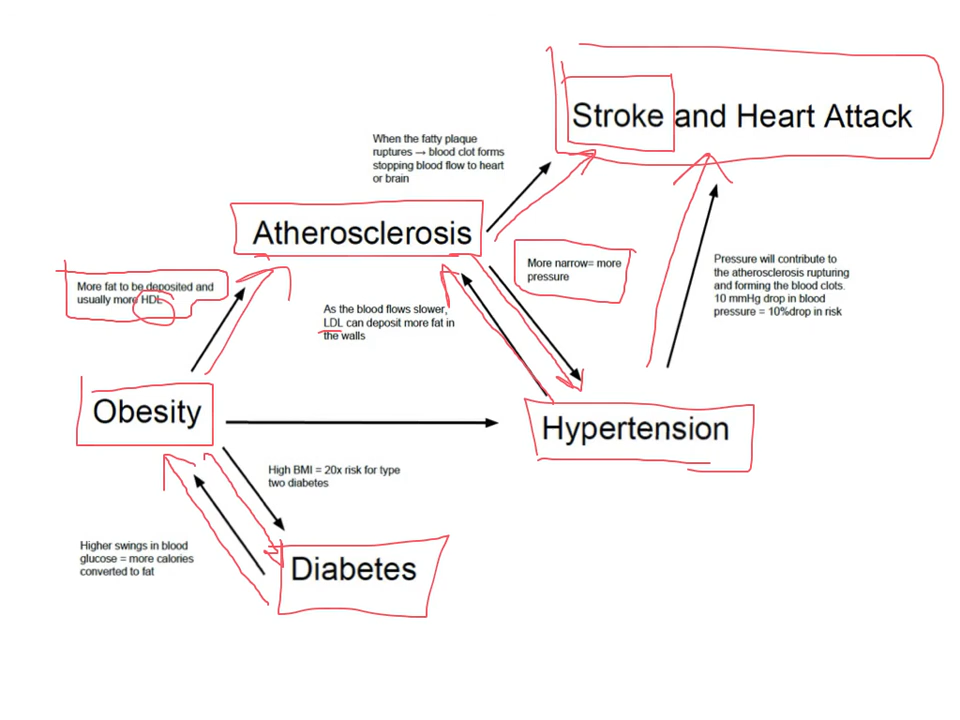 Stroke and Heart Attack
When the fatty plaque
ruptures → blood clot forms
stopping blood flow to heart
or brain
Atherosclerosis
More narrow= more
pressure
Pressure will contribute to
the atherosclerosis rupturing
and forming the blood clots.
10 mmHg drop in blood
pressure = 10%drop in risk
More fat to be deposited and
usually more HDL
As the blood flows slower,
LDL can deposit more fat in
the walls
Obesity
Hypertension
High BMI = 20x risk for type
two diabetes
Higher swings in blood
glucose = more calories
converted to fat
Diabetes